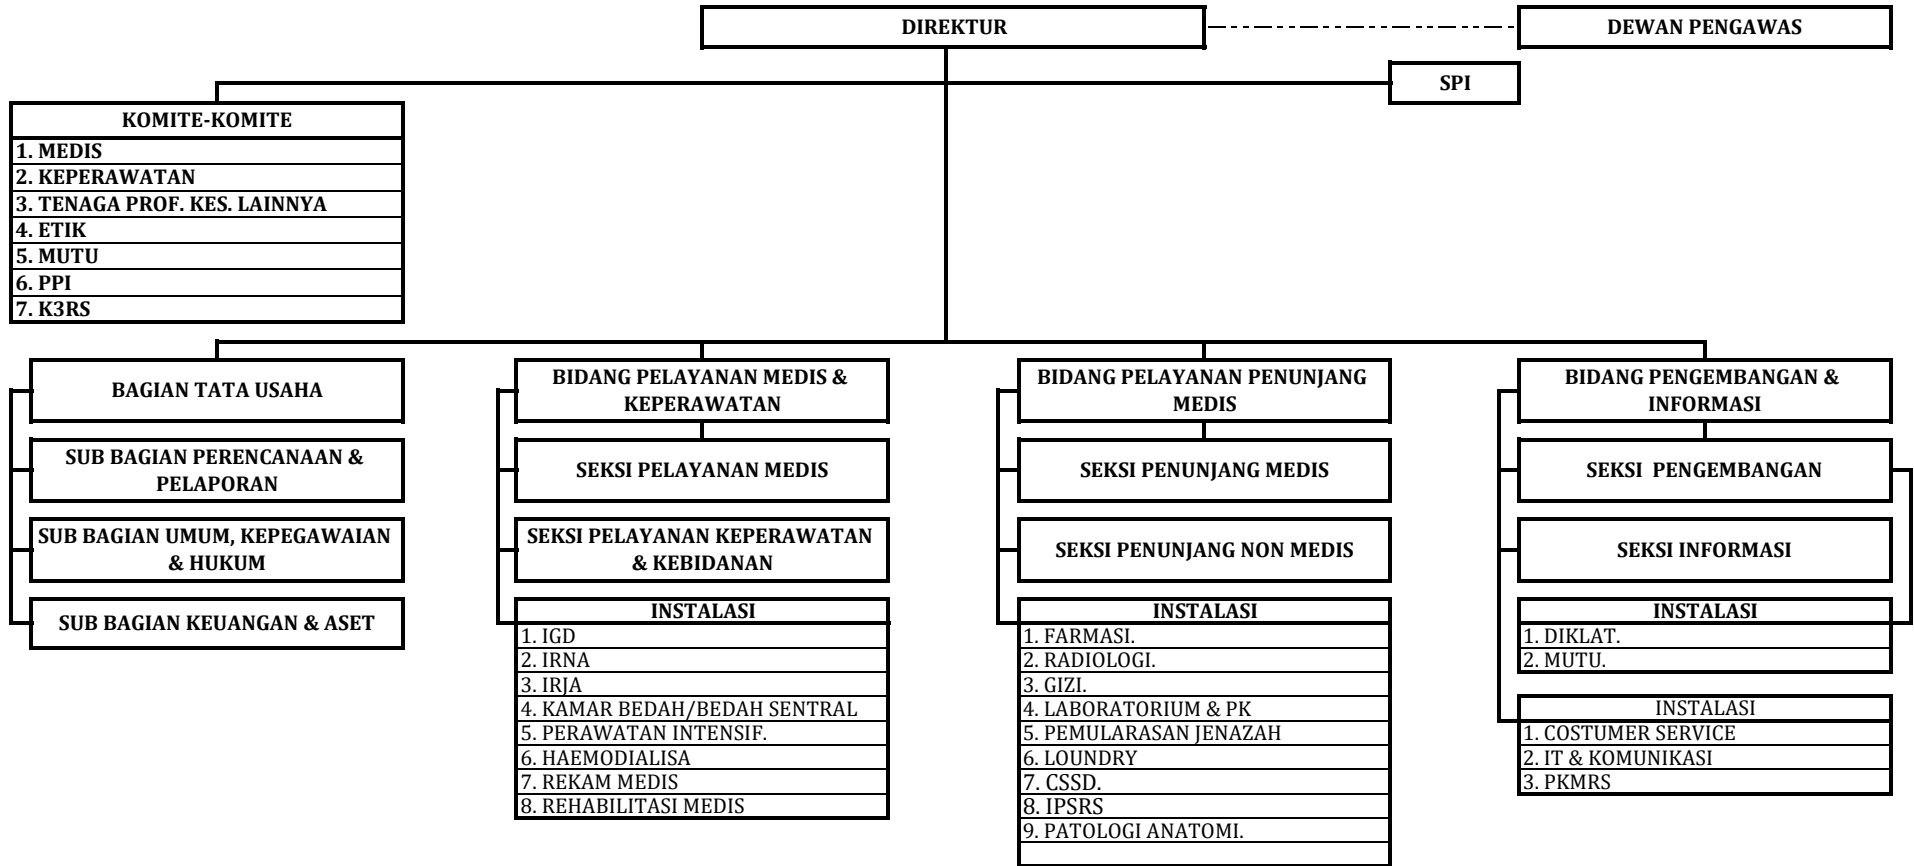 DIREKTUR
DEWAN PENGAWAS
SPI
KOMITE-KOMITE
1. MEDIS
2. KEPERAWATAN
3. TENAGA PROF. KES. LAINNYA
4. ETIK
5. MUTU
6. PPI
7. K3RS
BAGIAN TATA USAHA
SUB BAGIAN PERENCANAAN &
PELAPORAN
SUB BAGIAN UMUM, KEPEGAWAIAN
& HUKUM
SUB BAGIAN KEUANGAN & ASET
BIDANG PELAYANAN MEDIS &
KEPERAWATAN
SEKSI PELAYANAN MEDIS
SEKSI PELAYANAN KEPERAWATAN
& KEBIDANAN
INSTALASI
1. IGD
2. IRNA
3. IRJA
4. KAMAR BEDAH/BEDAH SENTRAL
5. PERAWATAN INTENSIF.
6. HAEMODIALISA
7. REKAM MEDIS
8. REHABILITASI MEDIS
BIDANG PELAYANAN PENUNJANG
MEDIS
SEKSI PENUNJANG MEDIS
SEKSI PENUNJANG NON MEDIS
INSTALASI
1. FARMASI.
2. RADIOLOGI.
3. GIZI.
4. LABORATORIUM & PK
5. PEMULARASAN JENAZAH
6. LOUNDRY
7. CSSD.
8. IPSRS
9. PATOLOGI ANATOMI.
BIDANG PENGEMBANGAN &
INFORMASI
SEKSI  PENGEMBANGAN
SEKSI INFORMASI
INSTALASI
1. DIKLAT.
2. MUTU.
INSTALASI
1. COSTUMER SERVICE
2. IT & KOMUNIKASI
3. PKMRS